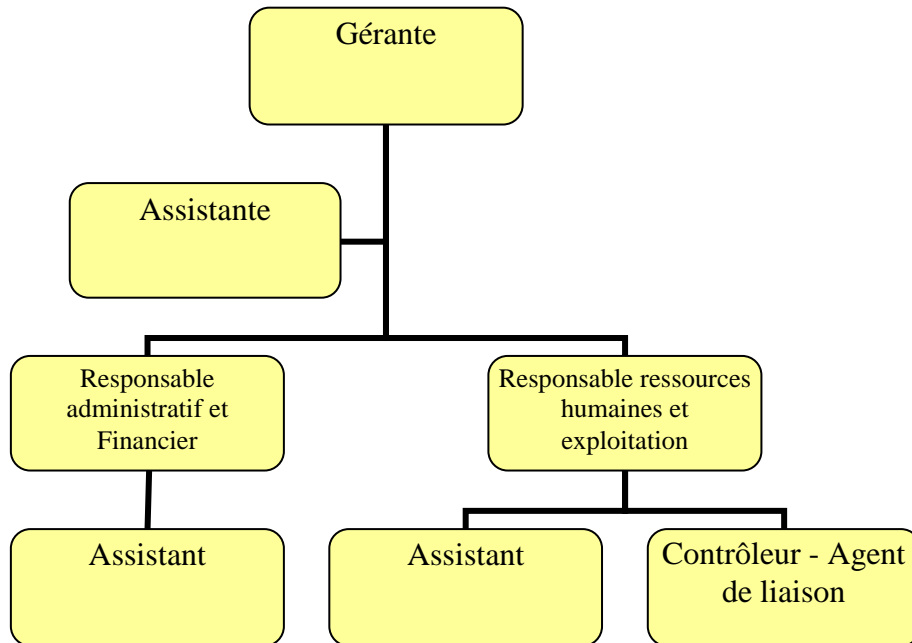 Gérante
Assistante
Responsable
administratif et
Financier
Responsable ressources
humaines et
exploitation
Assistant
Assistant
Contrôleur - Agent
de liaison